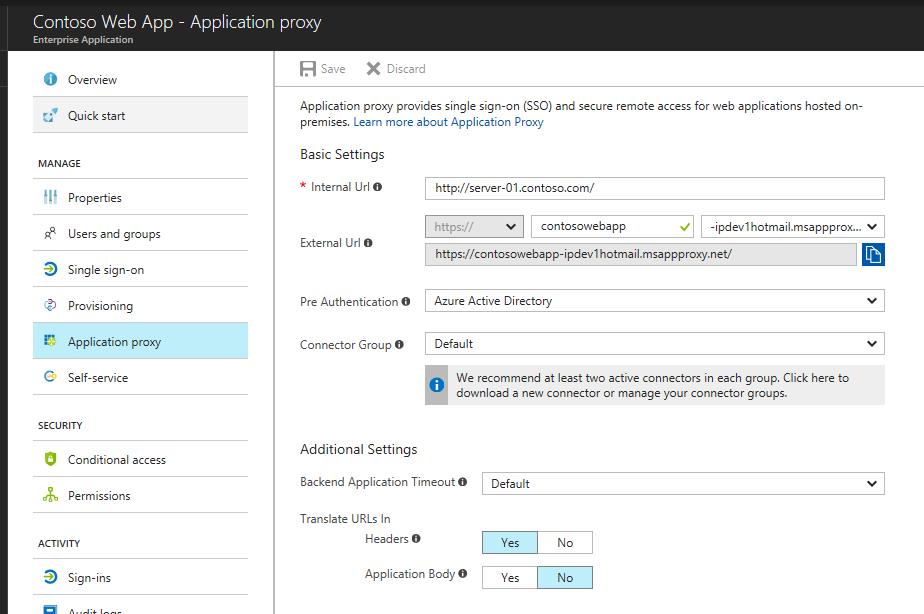 Contoso Web App - Application proxy
Enterprise Application
Overview
Quick start
MANAGE
Properties
Users and groups
Single sign-on
Provisioning
Application proxy
Self-service
SECURITY
Conditional access
Permissions
ACTIVITY
Sign-ins
Audit logs
Save Discard
Application proxy provides single sign-on (SSO) and secure remote access for web applications hosted on-
premises. Learn more about Application Proxy
Basic Settings
* Internal Url
http://server-01.contoso.com/
External Url
https:// contosowebapp -ipdev1hotmail.msappprox...
https://contosowebapp-ipdev1hotmail.msappproxy.net/
Pre Authentication
Azure Active Directory
Connector Group
Default
We recommend at least two active connectors in each group. Click here to
download a new connector or manage your connector groups.
Additional Settings
Backend Application Timeout
Default
Translate URLs In
Headers
Yes No
Application Body
Yes No